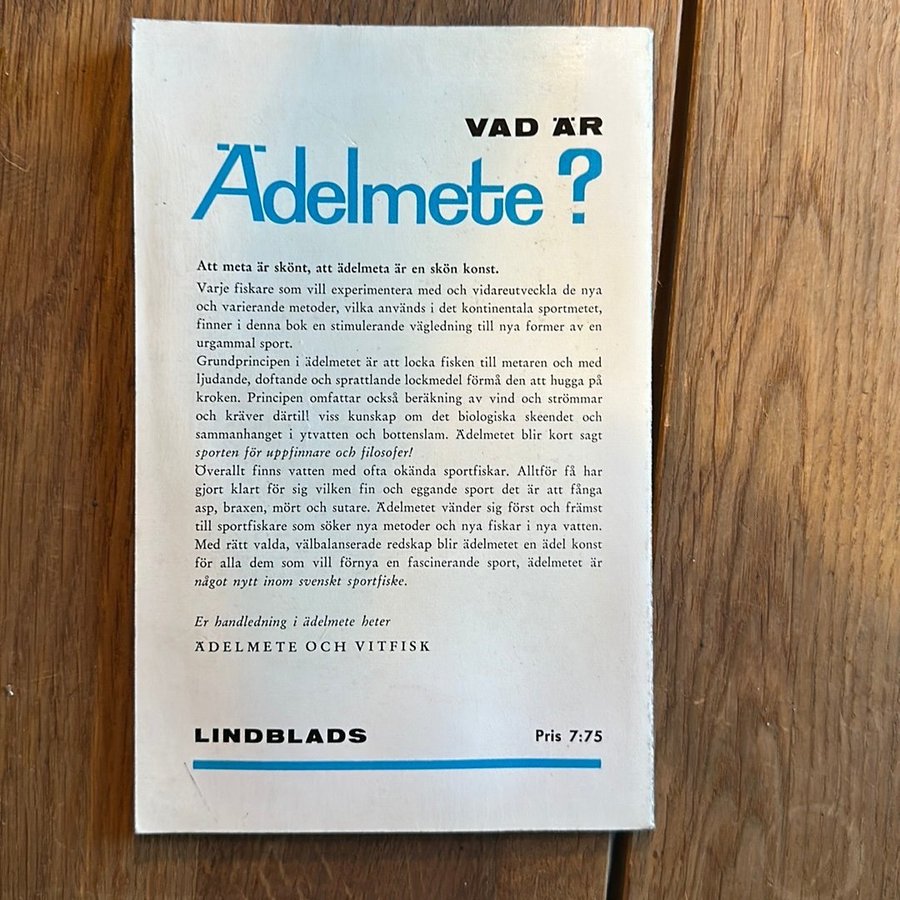 VAD ÄR
Ädelmete?
Att meta är skönt, att ädelmeta är en skön konst.
Varje fiskare som vill experimentera med och vidareutveckla de nya
och varierande metoder, vilka används i det kontinentala sportmetet,
finner i denna bok en stimulerande vägledning till nya former av en
urgammal sport.
Grundprincipen i ädelmetet är att locka fisken till metaren och med
ljudande, doftande och sprattlande lockmedel förmå den att hugga på
kroken. Principen omfattar också beräkning av vind och strömmar
och kräver därtill viss kunskap om det biologiska skeendet och
sammanhanget i ytvatten och bottenslam. Ädelmetet blir kort sagt
sporten för uppfinnare och filosofer!
Överallt finns vatten med ofta okända sportfiskar. Alltför få har
gjort klart för sig vilken fin och eggande sport det är att fånga
asp, braxen, mört och sutare. Ädelmetet vänder sig först och främst
till sportfiskare som söker nya metoder och nya fiskar i nya vatten.
Med rätt valda, välbalanserade redskap blir ädelmetet en ädel konst
för alla dem som vill förnya en fascinerande sport, ädelmetet är
något nytt inom svenskt sportfiske.
Er handledning i ädelmete heter
ÄDELMETE OCH VITFISK
LINDBLADS
Pris 7:75